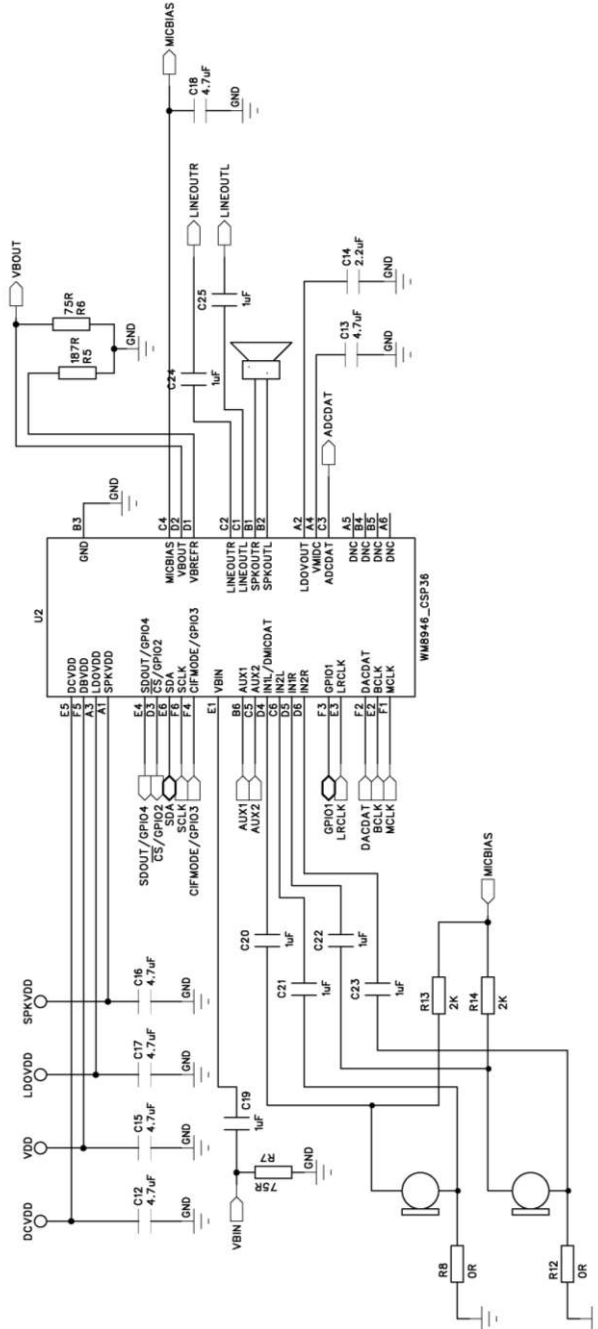 DCVDD
VDD
LDOVDD
SPKVDD
C12
4.7uF
GND
C15
4.7uF
GND
C17
4.7uF
GND
C16
4.7uF
GND
VBIN
R7
75R
GND
C19
1uF
SDOUT/GPIO4
CS/GPIO2
SDA
SCLK
CIFMODE/GPIO3
AUX1
AUX2
GPIO1
LRCLK
DACDAT
BCLK
MCLK
C20
1uF
C21
1uF
C22
1uF
C23
1uF
R13
2K
R14
2K
MICBIAS
R8
0R
R12
0R
U2
E5 DCVDD
F5 DBVDD
A3 LDOVDD
A1 SPKVDD
E4 SDOUT/GPIO4
D3 CS/GPIO2
E6 SDA
F6 SCLK
F4 CIFMODE/GPIO3
E1 VBIN
B6 AUX1
C5 AUX2
D4 IN1L/DMICDAT
C6 IN2L
D5 IN1R
D6 IN2R
F3 GPIO1
E3 LRCLK
F2 DACDAT
E2 BCLK
F1 MCLK
GND B3
MICBIAS C4
VBOUT D2
VBREFR D1
LINEOUTR C2
LINEOUTL C1
SPKOUTR B1
SPKOUTL B2
LDOVOUT A2
VMIDC A4
ADCDAT C3
DNC A5
DNC B4
DNC B5
DNC A6
WM8946_CSP36
GND
VBOUT
187R
R5
75R
R6
GND
MICBIAS
C18
4.7uF
GND
C24
1uF
LINEOUTR
C25
1uF
LINEOUTL
C13
4.7uF
GND
C14
2.2uF
GND
ADCDAT